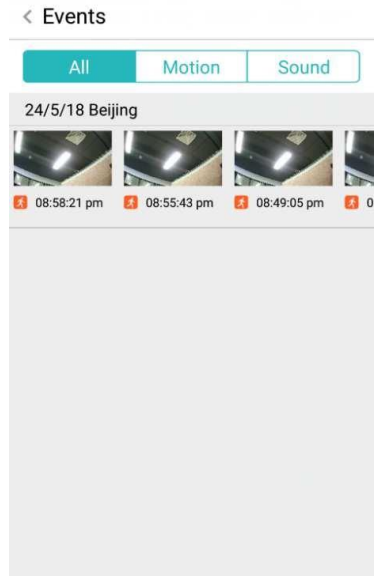 Events
All Motion Sound
24/5/18 Beijing
08:58:21 pm 08:55:43 pm 08:49:05 pm 0